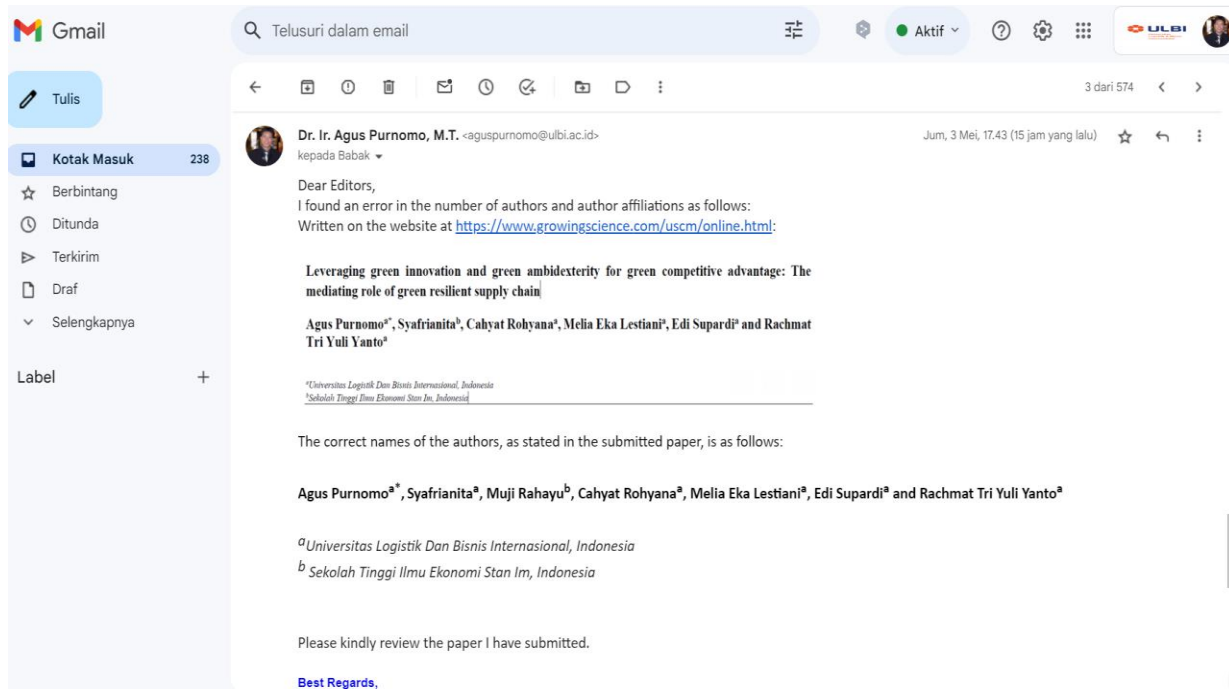 Gmail
Telusuri dalam email
Aktif
ULBI
Tulis
3 dari 574
Kotak Masuk 238
Berbintang
Ditunda
Terkirim
Draf
Selengkapnya
Label
Dr. Ir. Agus Purnomo, M.T. <aguspurnomo@ulbi.ac.id>
Jum, 3 Mei, 17.43 (15 jam yang lalu)
kepada Babak
Dear Editors,
I found an error in the number of authors and author affiliations as follows:
Written on the website at https://www.growingscience.com/uscm/online.html:
Leveraging green innovation and green ambidexterity for green competitive advantage: The
mediating role of green resilient supply chain
Agus Purnomoa*, Syafrianitab, Cahyat Rohyanaa, Melia Eka Lestiania, Edi Supardia and Rachmat
Tri Yuli Yantoa
aUniversitas Logistik Dan Bisnis Internasional, Indonesia
bSekolah Tinggi Ilmu Ekonomi Stan Im, Indonesia
The correct names of the authors, as stated in the submitted paper, is as follows:
Agus Purnomoa*, Syafrianitaa, Muji Rahayub, Cahyat Rohyanaa, Melia Eka Lestiania, Edi Supardia and Rachmat Tri Yuli Yantoa
aUniversitas Logistik Dan Bisnis Internasional, Indonesia
b Sekolah Tinggi Ilmu Ekonomi Stan Im, Indonesia
Please kindly review the paper I have submitted.
Best Regards,